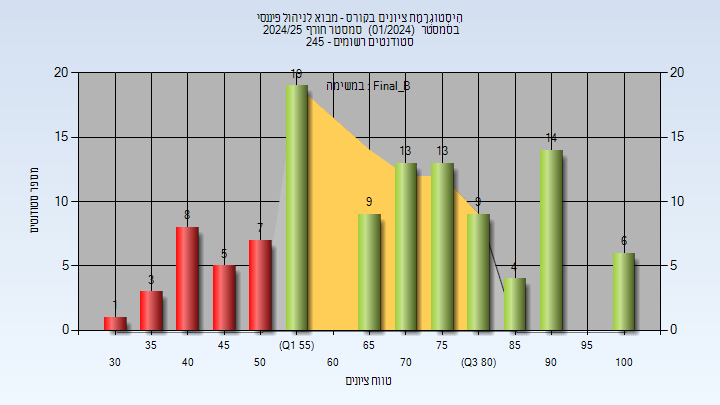 היסטוגרמת ציונים בקורס - מבוא לניהול פיננסי
בסמסטר (01/2024) סמסטר חורף 2024/25
סטודנטים רשומים - 245
במשימה : Final_B
מספר סטודנטים
20 20
15 15
10 10
5 5
0 0
1 3 8 5 7 19 9 13 13 9 4 14 6
35 45 (Q1 55) 65 75 85 95
30 40 50 60 70 (Q3 80) 90 100
טווח ציונים